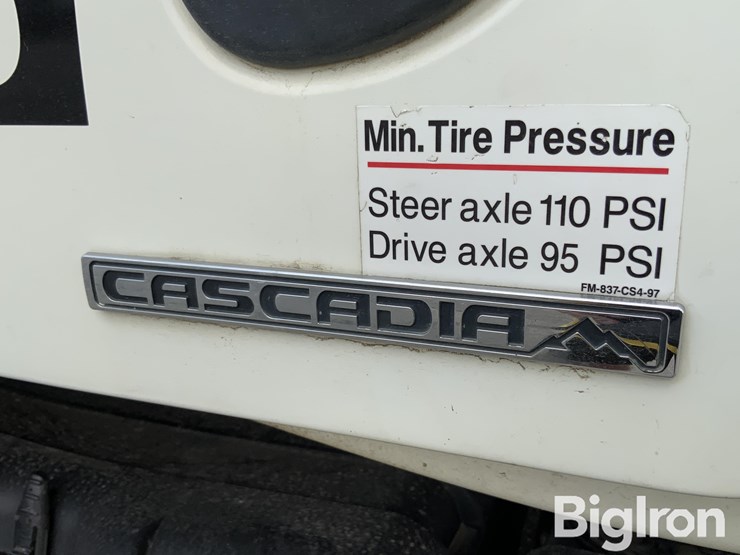 Min. Tire Pressure
Steer axle 110 PSI
Drive axle 95 PSI
FM-837-CS4-97
CASCADIA
BigIron